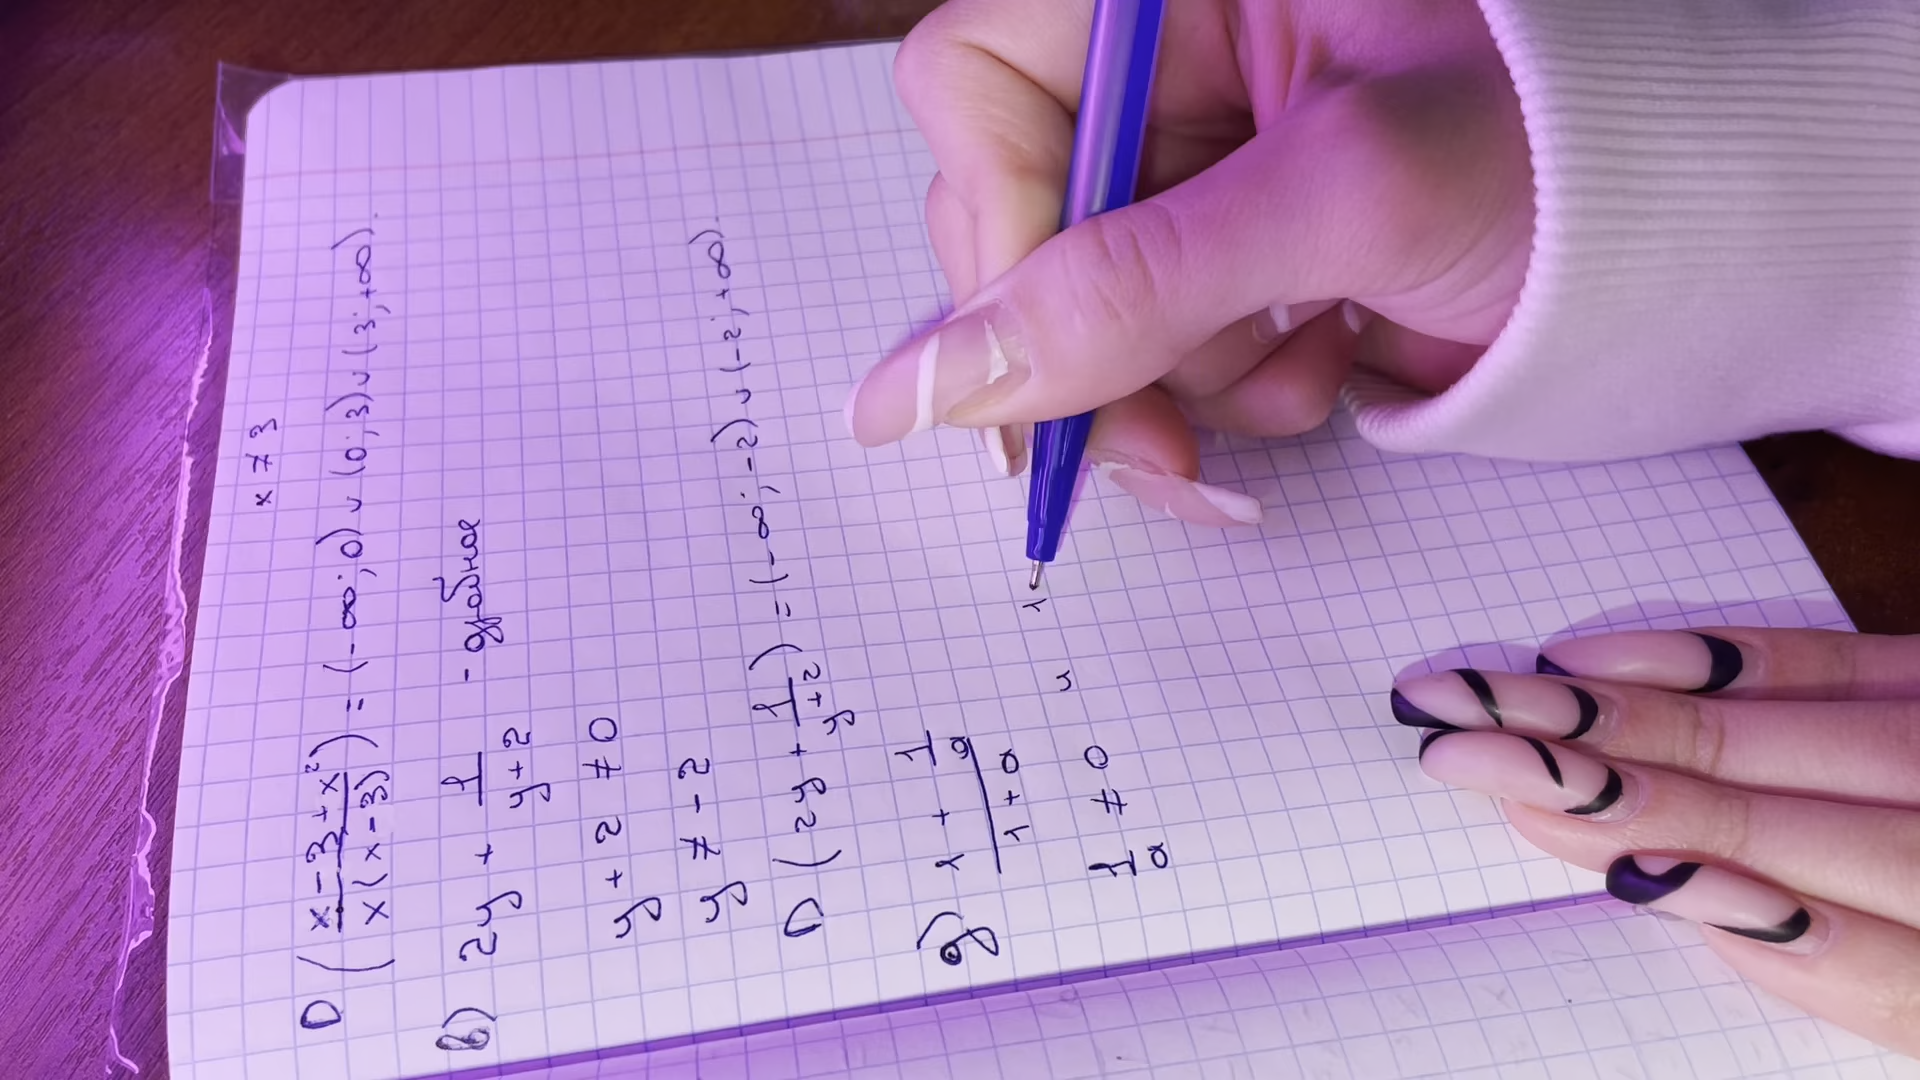 x ≠ 3
D ( (x-3+x²)/(x(x-3)) ) = (-∞; 0) ∪ (0; 3) ∪ (3; +∞).
в) 2y + 1/(y+2) - дробное
y + 2 ≠ 0
y ≠ -2
D ( 2y + 1/(y+2) ) = (-∞; -2) ∪ (-2; +∞).
д) (1 + 1/a)/(1+a)
1/a ≠ 0 и 1